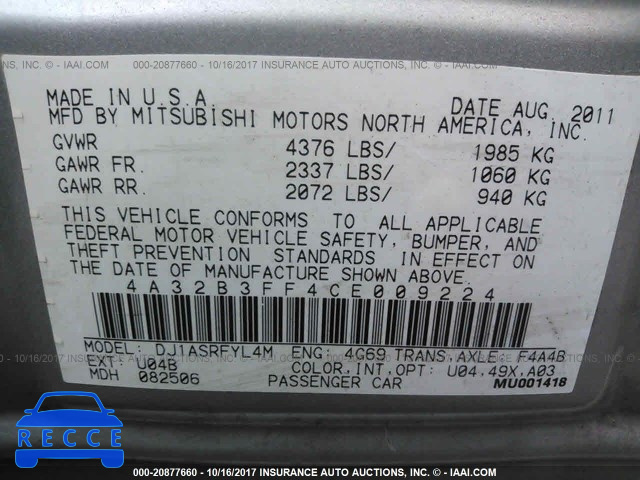 000-20877660 - 10/16/2017 INSURANCE AUTO AUCTIONS, INC. - IAAI.COM
MADE IN U.S.A. DATE AUG, 2011
MFD BY MITSUBISHI MOTORS NORTH AMERICA, INC.
GVWR 4376 LBS/ 1985 KG
GAWR FR. 2337 LBS/ 1060 KG
GAWR RR. 2072 LBS/ 940 KG
THIS VEHICLE CONFORMS TO ALL APPLICABLE
FEDERAL MOTOR VEHICLE SAFETY, BUMPER, AND
THEFT PREVENTION STANDARDS IN EFFECT ON
THE DATE OF MANUFACTURE SHOWN ABOVE.
4A32B3FF4CE009224
MODEL: DJ1ASRFYL4M ENG: 4G69 TRANS,AXLE: F4A4B
EXT: U04B COLOR,INT,OPT: U04,49X,A03
MDH 082506 PASSENGER CAR MU001418
000-20877660 - 10/16/2017 - INSURANCE AUTO AUCTIONS, INC. - IAAI.COM